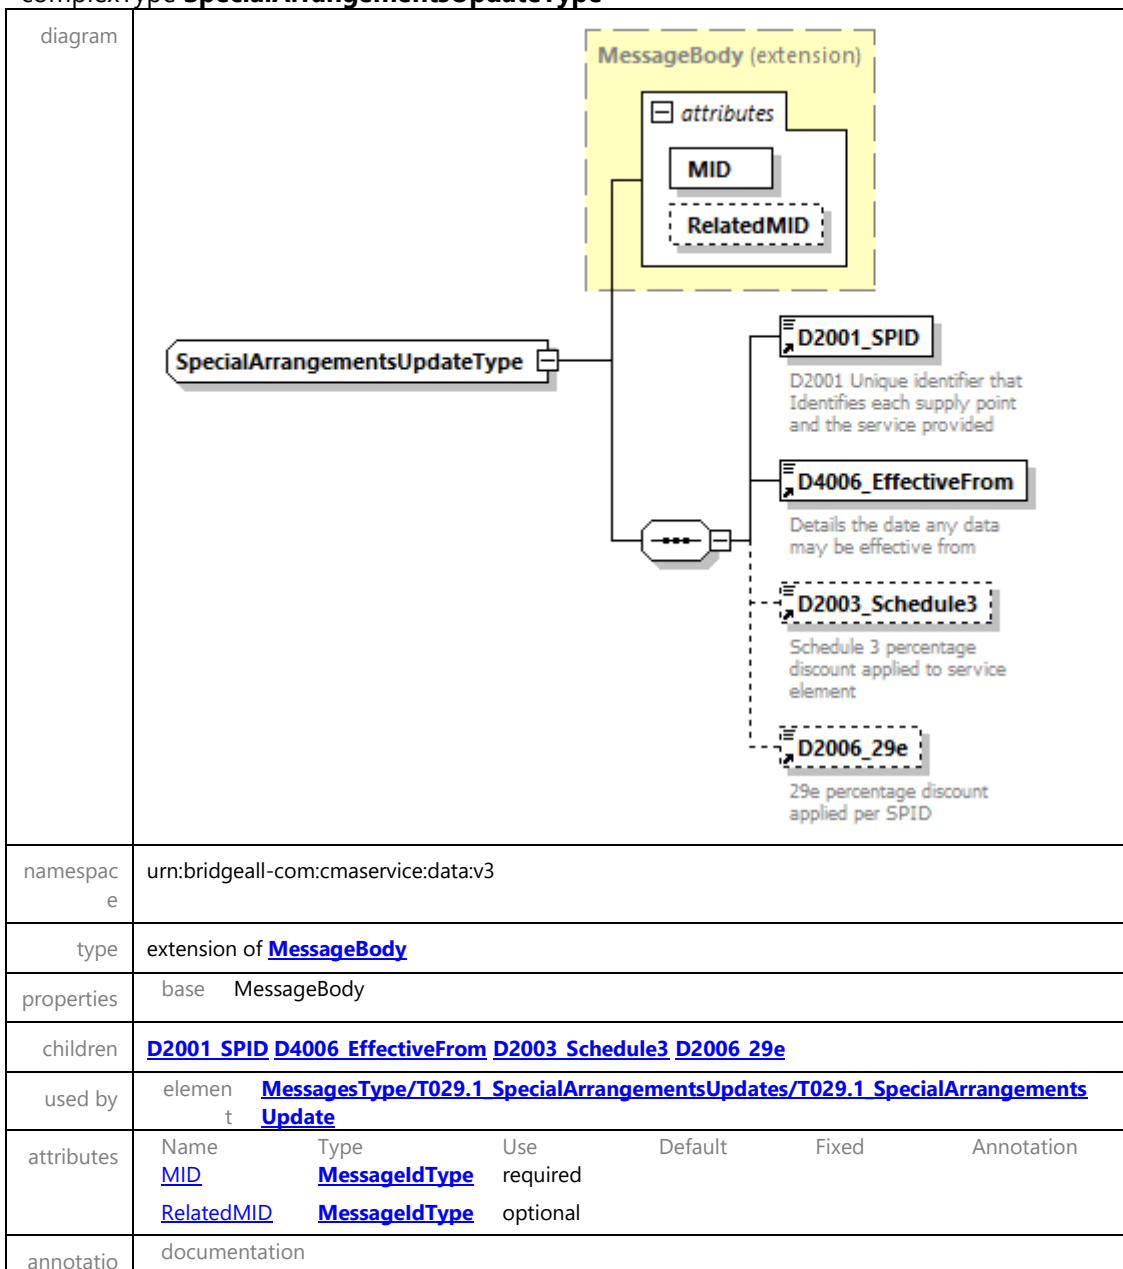 complexType SpecialArrangementsUpdateType
diagram
MessageBody (extension)
attributes
MID
RelatedMID
SpecialArrangementsUpdateType
D2001_SPID
D2001 Unique identifier that
Identifies each supply point
and the service provided
D4006_EffectiveFrom
Details the date any data
may be effective from
D2003_Schedule3
Schedule 3 percentage
discount applied to service
element
D2006_29e
29e percentage discount
applied per SPID
namespac
e
urn:bridgeall-com:cmaservice:data:v3
type
extension of MessageBody
properties
base MessageBody
children
D2001_SPID D4006_EffectiveFrom D2003_Schedule3 D2006_29e
used by
elemen
t
MessagesType/T029.1_SpecialArrangementsUpdates/T029.1_SpecialArrangements
Update
attributes
Name Type Use Default Fixed Annotation
MID MessageIdType required
RelatedMID MessageIdType optional
annotatio
documentation